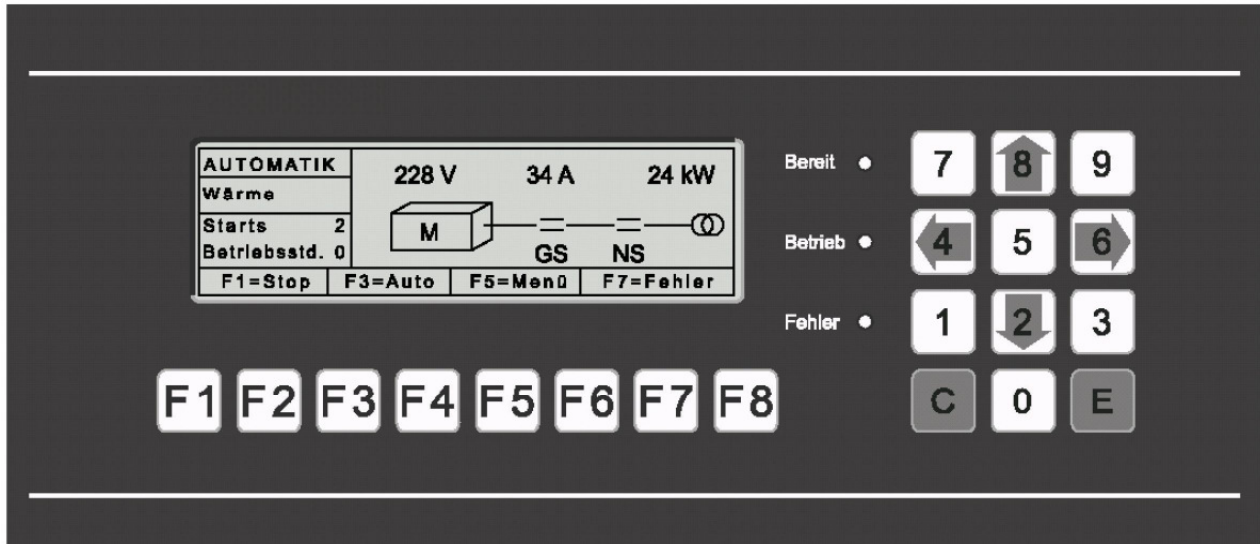 AUTOMATIK
Wärme
Starts 2
Betriebsstd. 0
228 V 34 A 24 kW
M
GS NS
F1=Stop F3=Auto F5=Menü F7=Fehler
Bereit
Betrieb
Fehler
F1 F2 F3 F4 F5 F6 F7 F8
7 8 9
4 5 6
1 2 3
C 0 E